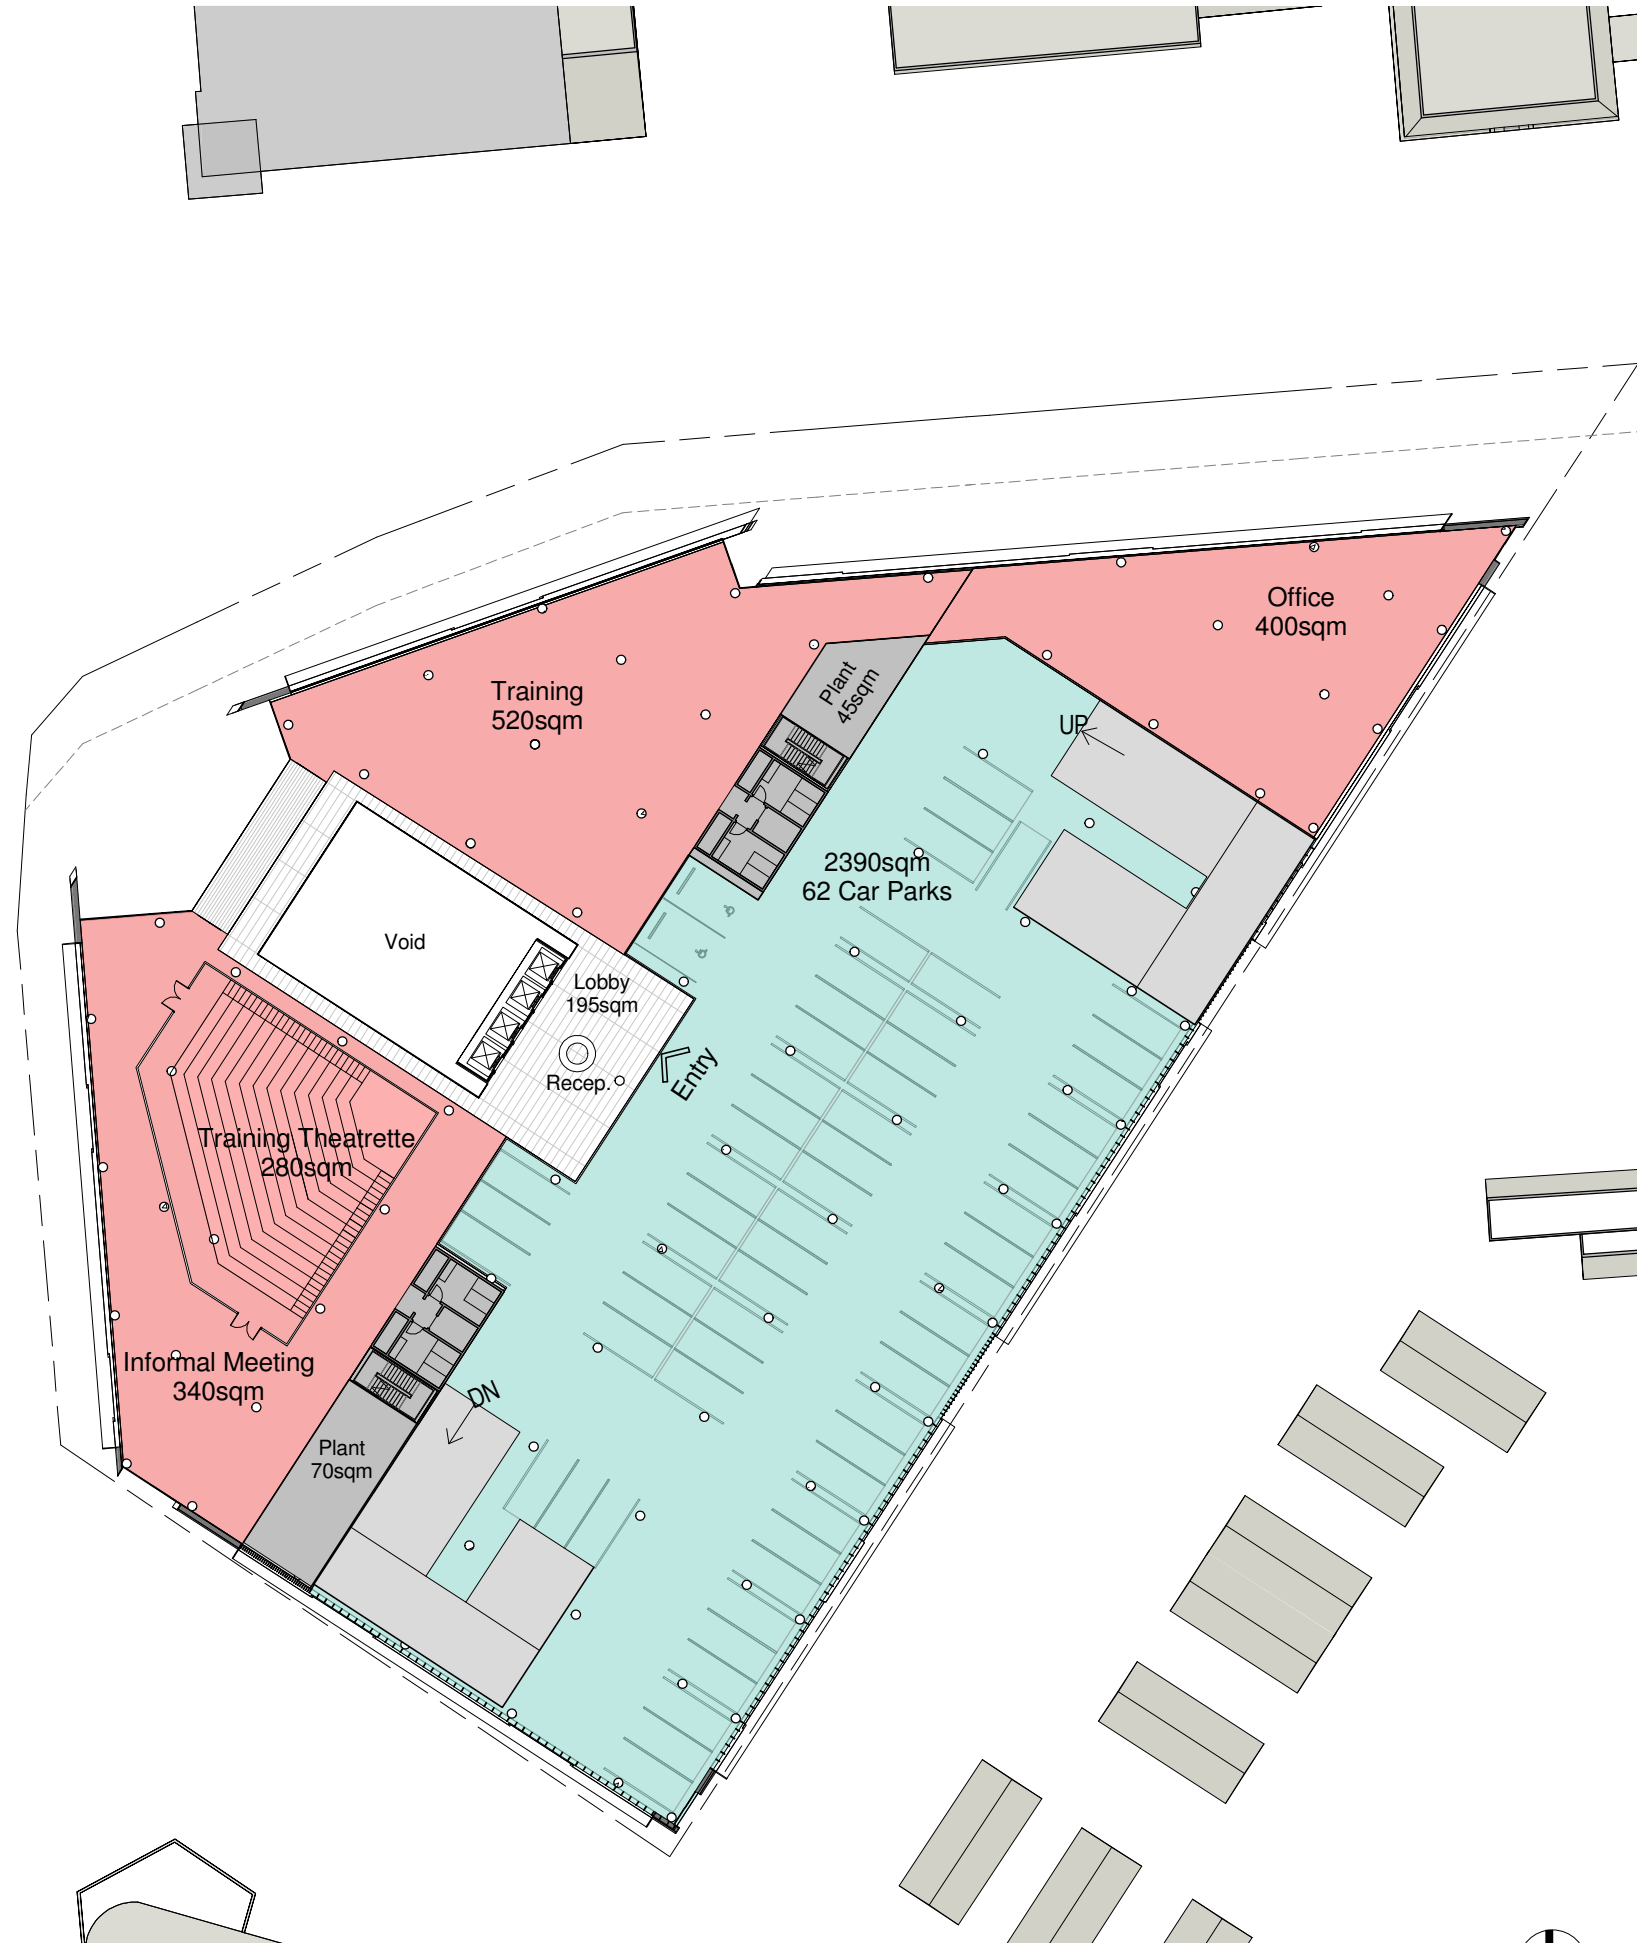 Office
400sqm
Training
520sqm
Plant
45sqm
UP
2390sqm
62 Car Parks
Void
Lobby
195sqm
Recep.
Entry
Training Theatrette
280sqm
Informal Meeting
340sqm
DN
Plant
70sqm